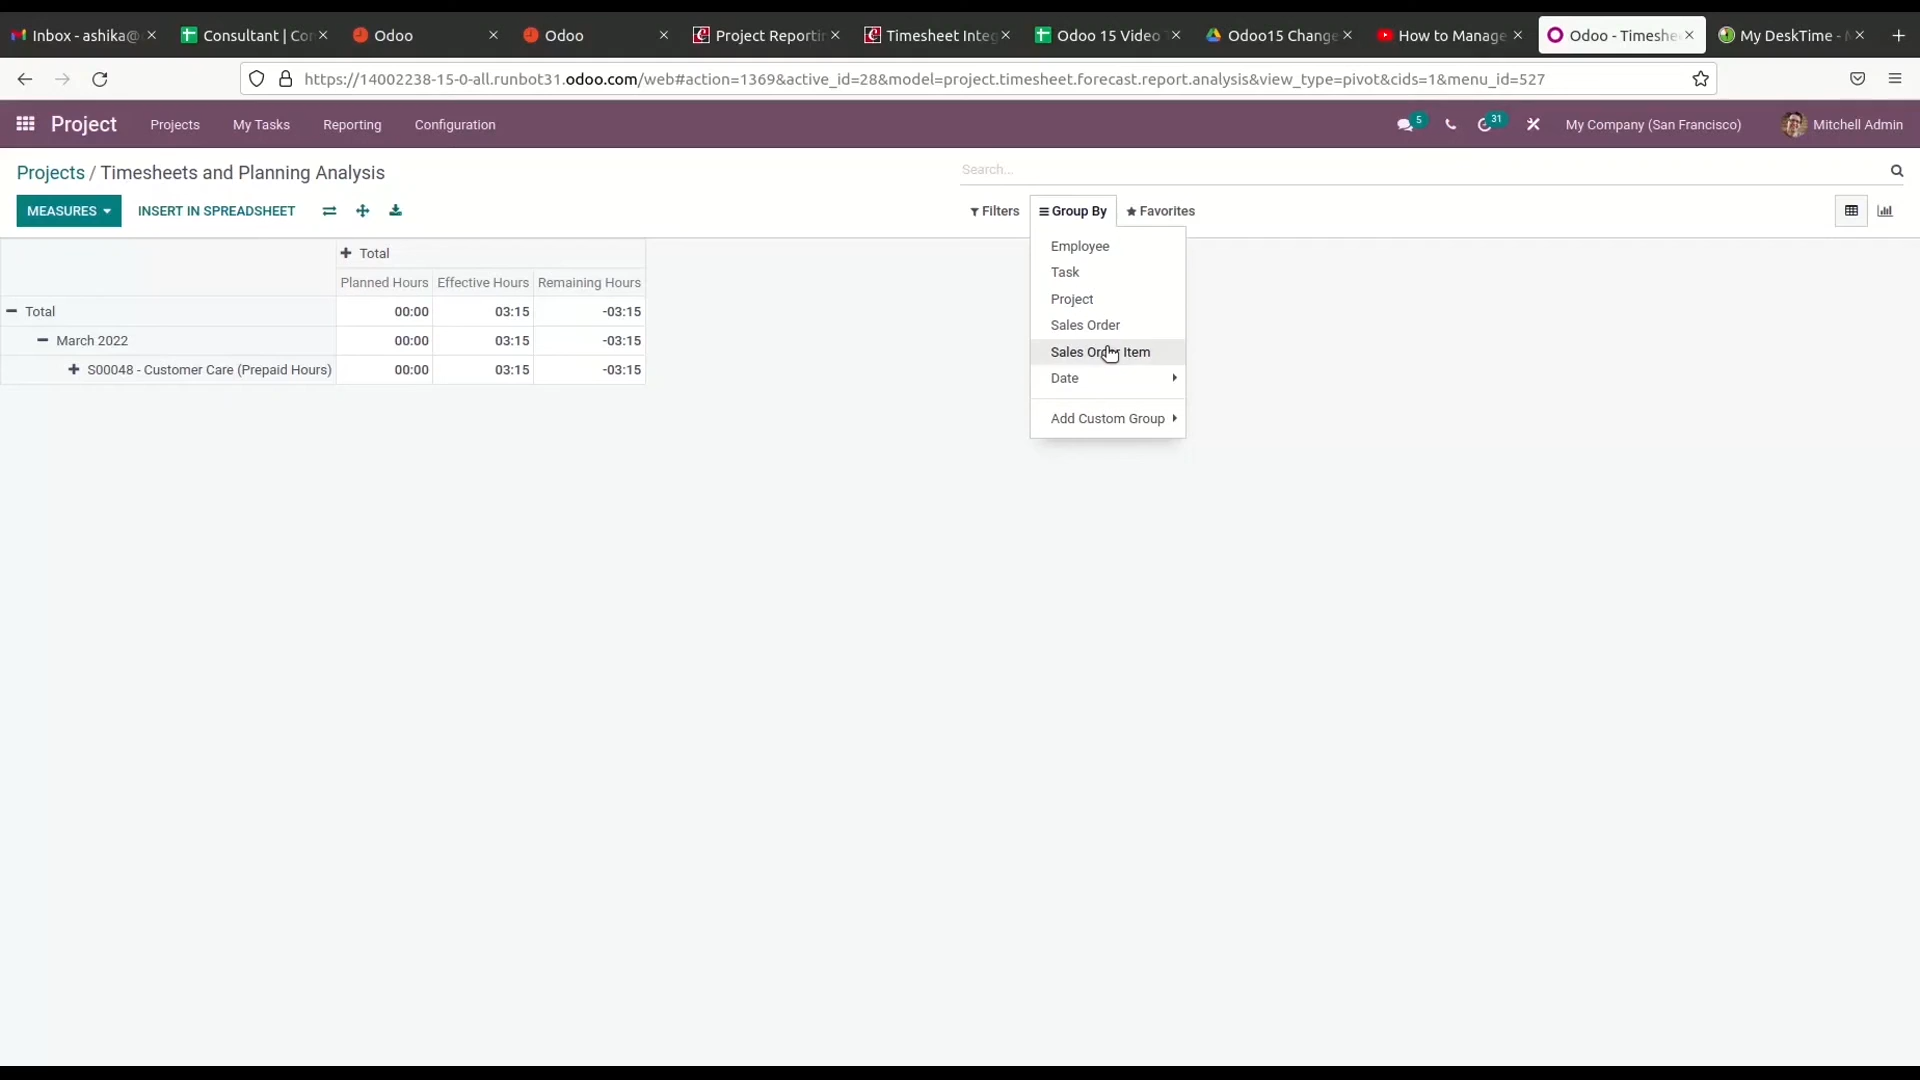 Inbox - ashika@
Consultant | Cor
Odoo
Odoo
Project Reporti
Timesheet Integ
Odoo 15 Video
Odoo15 Change
How to Manage
Odoo - Timeshe
My DeskTime -
https://14002238-15-0-all.runbot31.odoo.com/web#action=1369&active_id=28&model=project.timesheet.forecast.report.analysis&view_type=pivot&cids=1&menu_id=527
Project Projects My Tasks Reporting Configuration 5 31 My Company (San Francisco) Mitchell Admin
Projects / Timesheets and Planning Analysis
Search...
MEASURES INSERT IN SPREADSHEET Filters Group By Favorites
Employee
Task
Project
Sales Order
Sales Order Item
Date
Add Custom Group
Total
Planned Hours Effective Hours Remaining Hours
Total 00:00 03:15 -03:15
March 2022 00:00 03:15 -03:15
S00048 - Customer Care (Prepaid Hours) 00:00 03:15 -03:15